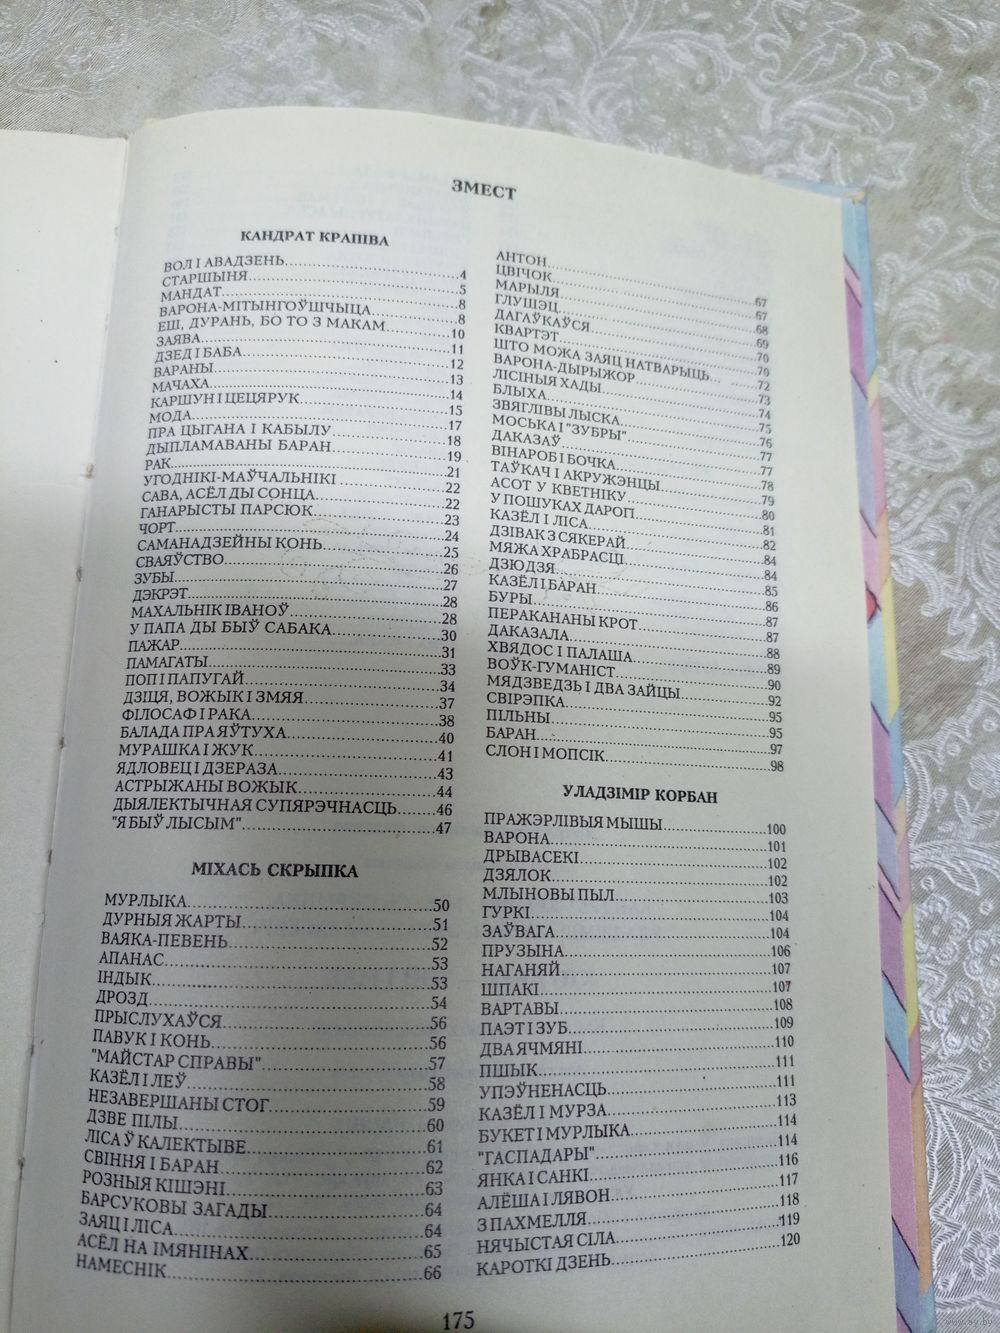 ЗМЕСТ
КАНДРАТ КРАПІВА
ВОЛ І АВАДЗЕНЬ...4
СТАРШЫНЯ...5
МАНДАТ...8
ВАРОНА-МІТЫНГОЎШЧЫЦА...8
ЕШ, ДУРАНЬ, БО ТО З МАКАМ...10
ЗАЯВА...11
ДЗЕД І БАБА...12
ВАРАНЫ...13
МАЧАХА...14
КАРШУН І ЦЕЦЯРУК...15
МОДА...17
ПРА ЦЫГАНА І КАБЫЛУ...18
ДЫПЛАМАВАНЫ БАРАН...19
РАК...21
УГОДНІКІ-МАЎЧАЛЬНІКІ...22
САВА, АСЁЛ ДЫ СОНЦА...22
ГАНАРЫСТЫ ПАРСЮК...23
ЧОРТ...24
САМАНАДЗЕЙНЫ КОНЬ...25
СВАЯЎСТВО...26
ЗУБЫ...27
ДЭКРЭТ...28
МАХАЛЬНІК ІВАНОЎ...28
У ПАПА ДЫ БЫЎ САБАКА...30
ПАЖАР...31
ПАМАГАТЫ...33
ПОП І ПАПУГАЙ...34
ДЗІЦЯ, ВОЖЫК І ЗМЯЯ...37
ФІЛОСАФ І РАКА...38
БАЛАДА ПРА ЯЎТУХА...40
МУРАШКА І ЖУК...41
ЯДЛОВЕЦ І ДЗЕРАЗА...43
АСТРЫЖАНЫ ВОЖЫК...44
ДЫЯЛЕКТЫЧНАЯ СУПЯРЭЧНАСЦЬ...46
"Я БЫЎ ЛЫСЫМ"...47
МІХАСЬ СКРЫПКА
МУРЛЫКА...50
ДУРНЫЯ ЖАРТЫ...51
ВАЯКА-ПЕВЕНЬ...52
АПАНАС...53
ІНДЫК...53
ДРОЗД...54
ПРЫСЛУХАЎСЯ...56
ПАВУК І КОНЬ...56
"МАЙСТАР СПРАВЫ"...57
КАЗЁЛ І ЛЕЎ...58
НЕЗАВЕРШАНЫ СТОГ...59
ДЗВЕ ПІЛЫ...60
ЛІСА Ў КАЛЕКТЫВЕ...61
СВІННЯ І БАРАН...62
РОЗНЫЯ КІШЭНІ...63
БАРСУКОВЫ ЗАГАДЫ...64
ЗАЯЦ І ЛІСА...64
АСЁЛ НА ІМЯНІНАХ...65
НАМЕСНІК...66
АНТОН...67
ЦВІЧОК...67
МАРЫЛЯ...68
ГЛУШЭЦ...69
ДАГАЎКАЎСЯ...70
КВАРТЭТ...70
ШТО МОЖА ЗАЯЦ НАТВАРЫЦЬ...72
ВАРОНА-ДЫРЫЖОР...73
ЛІСІНЫЯ ХАДЫ...74
БЛЫХА...75
ЗВЯГЛІВЫ ЛЫСКА...76
МОСЬКА І "ЗУБРЫ"...77
ДАКАЗАЎ...77
ВІНАРОБ І БОЧКА...78
ТАЎКАЧ І АКРУЖЭНЦЫ...79
АСОТ У КВЕТНІКУ...80
У ПОШУКАХ ДАРОГІ...81
КАЗЁЛ І ЛІСА...82
ДЗІВАК З СЯКЕРАЙ...84
МЯЖА ХРАБРАСЦІ...84
ДЗЮДЗЯ...85
КАЗЁЛ І БАРАН...86
БУРЫ...87
ПЕРАКАНАНЫ КРОТ...87
ДАКАЗАЛА...88
ХВЯДОС І ПАЛАША...89
ВОЎК-ГУМАНІСТ...90
МЯДЗВЕДЗЬ І ДВА ЗАЙЦЫ...92
СВІРЭПКА...95
ПІЛЬНЫ...95
БАРАН...97
СЛОН І МОПСІК...98
УЛАДЗІМІР КОРБАН
ПРАЖЭРЛІВЫЯ МЫШЫ...100
ВАРОНА...101
ДРЫВАСЕКІ...102
ДЗЯЛОК...102
МЛЫНОВЫ ПЫЛ...103
ГУРКІ...104
ЗАЎВАГА...104
ПРУЗЫНА...106
НАГАНЯЙ...107
ШПАКІ...107
ВАРТАВЫ...108
ПАЭТ І ЗУБ...109
ДВА ЯЧМЯНІ...110
ПШЫК...111
УПЭЎНЕНАСЦЬ...111
КАЗЁЛ І МУРЗА...113
БУКЕТ І МУРЛЫКА...114
"ГАСПАДАРЫ"...114
ЯНКА І САНКІ...116
АЛЁША І ЛЯВОН...117
З ПАХМЕЛЛЯ...118
НЯЧЫСТАЯ СІЛА...119
КАРОТКІ ДЗЕНЬ...120
175
www.ay.by